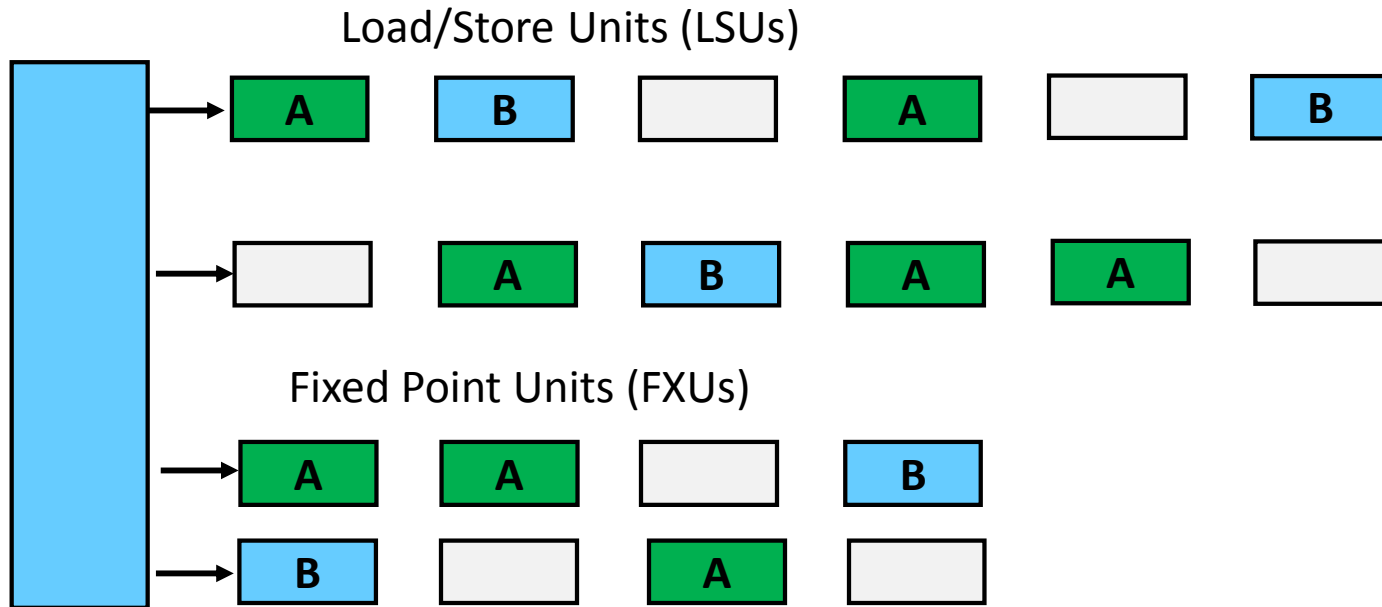 Load/Store Units (LSUs)
A B A B
A B A A
Fixed Point Units (FXUs)
A A B
B A